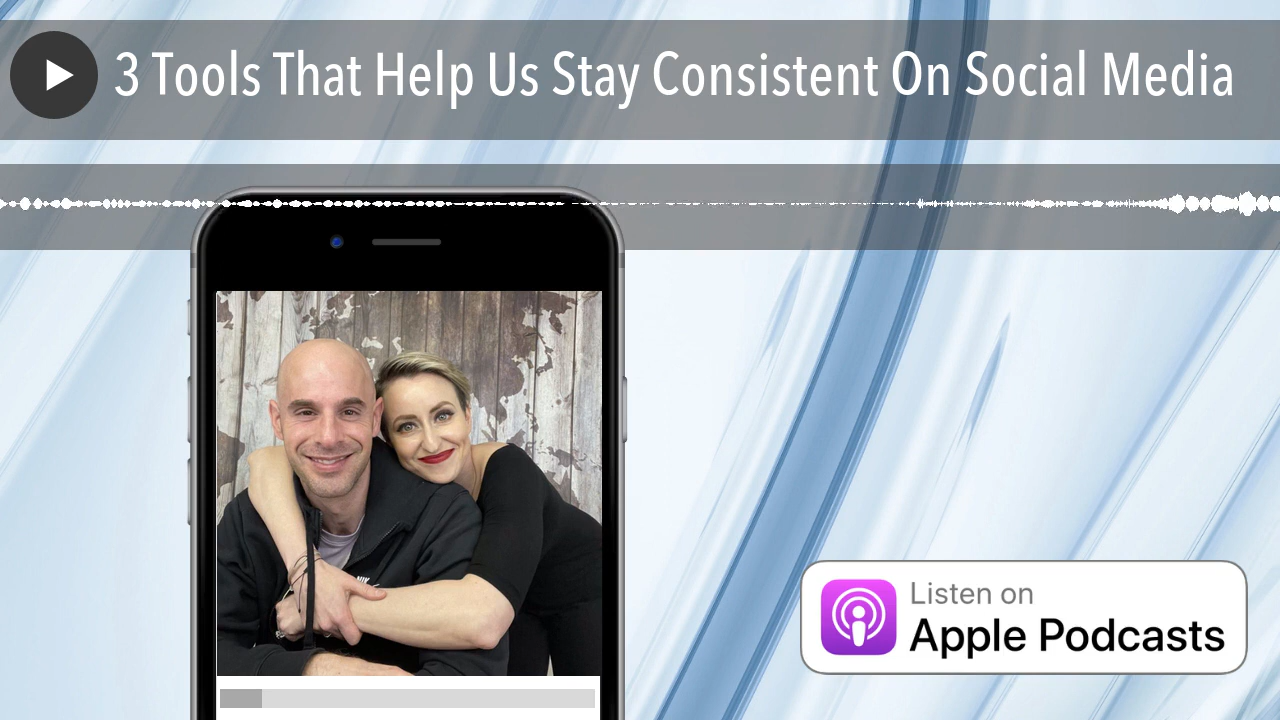 3 Tools That Help Us Stay Consistent On Social Media
Listen on
Apple Podcasts